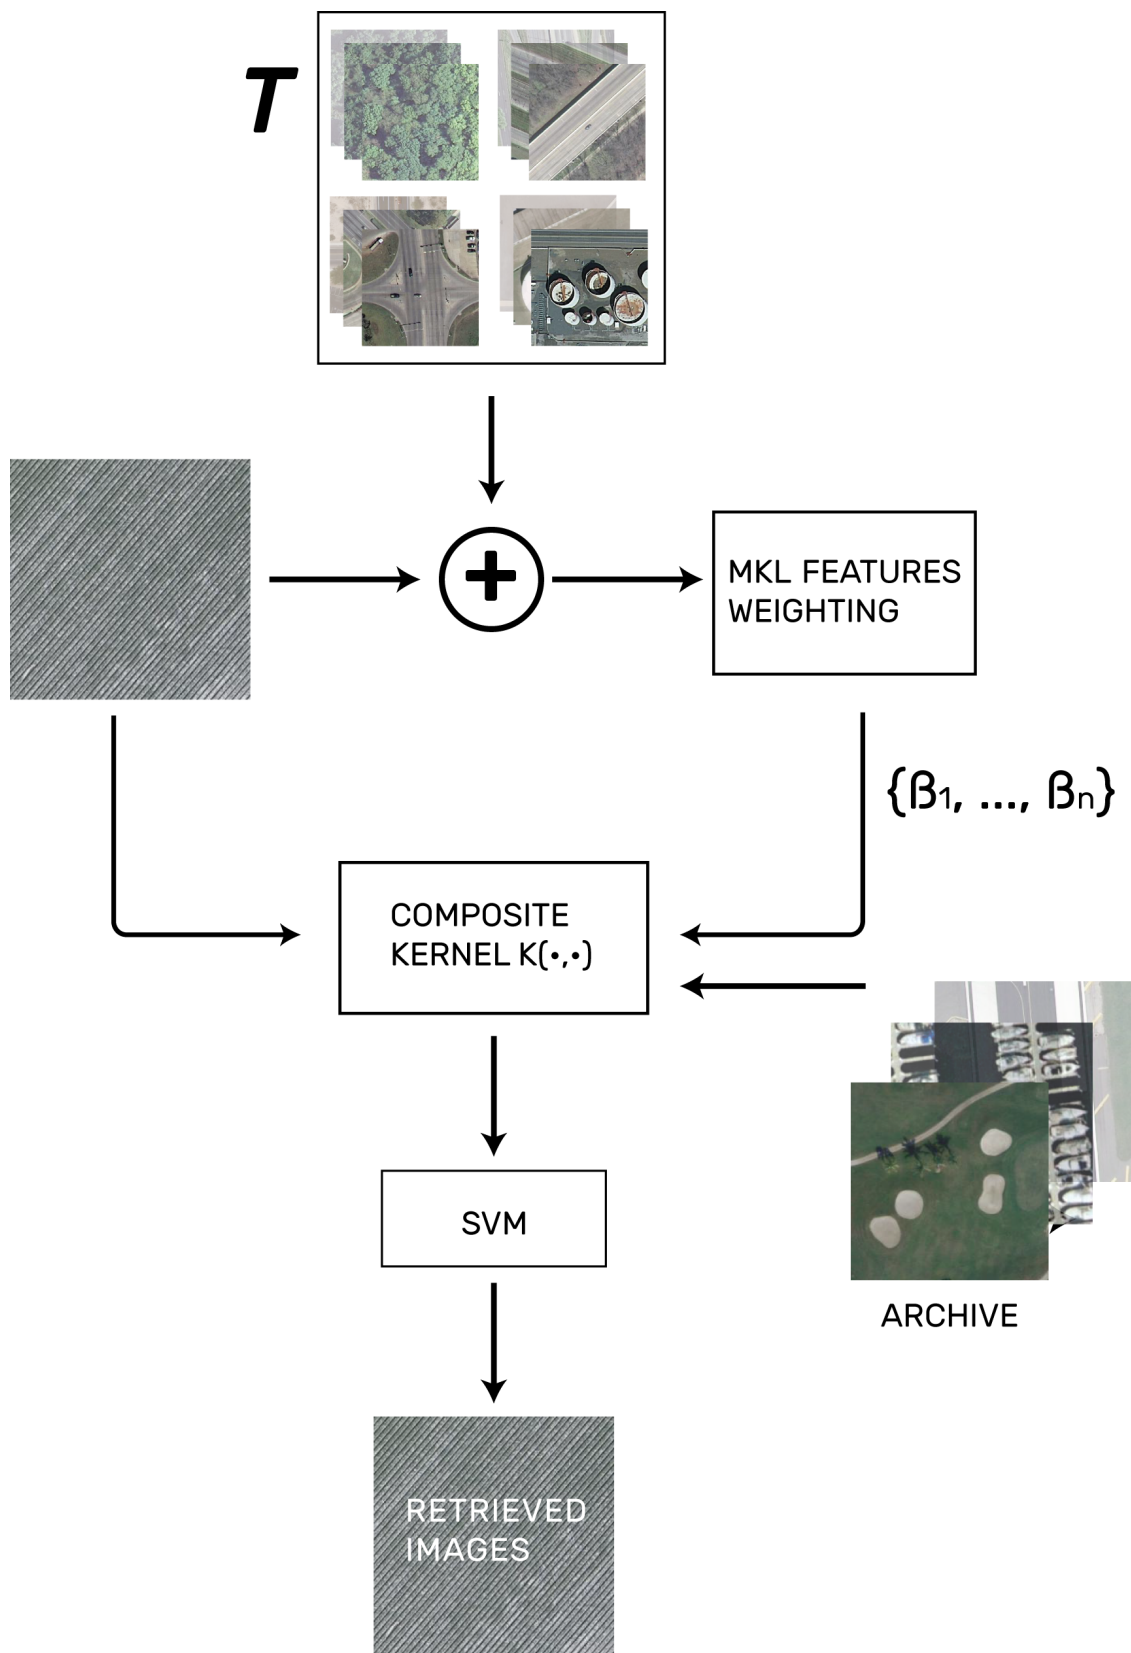 T
+
MKL FEATURES
WEIGHTING
{β1, ..., βn}
COMPOSITE
KERNEL K(•,•)
SVM
ARCHIVE
RETRIEVED
IMAGES